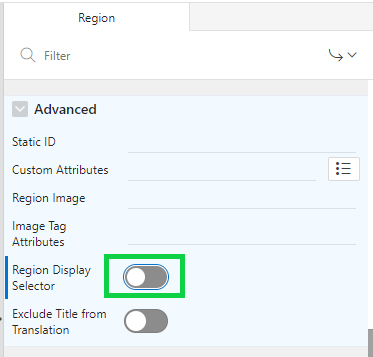 Region
Filter
Advanced
Static ID
Custom Attributes
Region Image
Image Tag
Attributes
Region Display
Selector
Exclude Title from
Translation